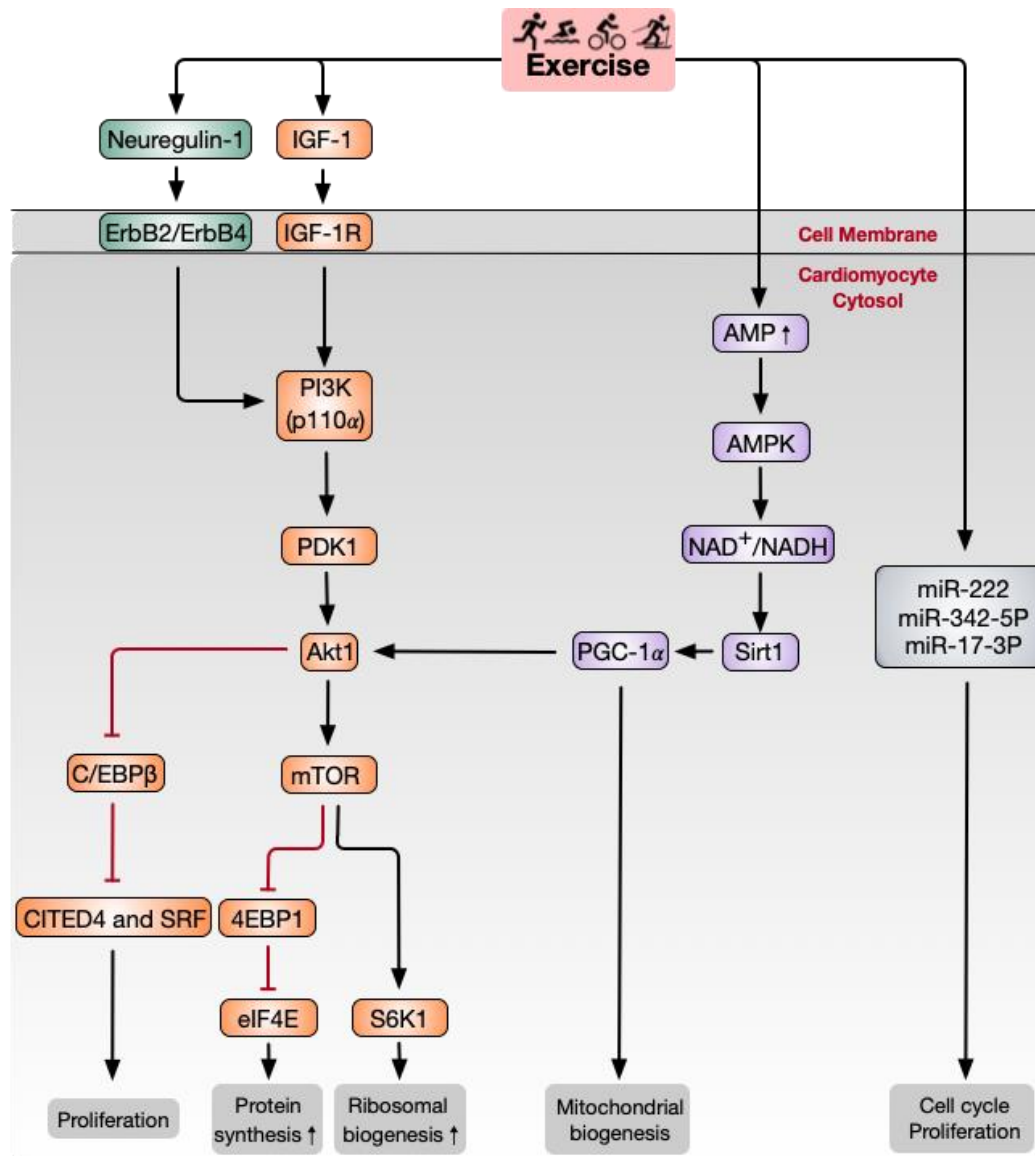 Exercise
Neuregulin-1
IGF-1
ErbB2/ErbB4
IGF-1R
Cell Membrane
Cardiomyocyte
Cytosol
AMP ↑
PI3K
(p110α)
AMPK
PDK1
NAD⁺/NADH
miR-222
miR-342-5P
miR-17-3P
Akt1
PGC-1α
Sirt1
C/EBPβ
mTOR
CITED4 and SRF
4EBP1
eIF4E
S6K1
Proliferation
Protein
synthesis ↑
Ribosomal
biogenesis ↑
Mitochondrial
biogenesis
Cell cycle
Proliferation